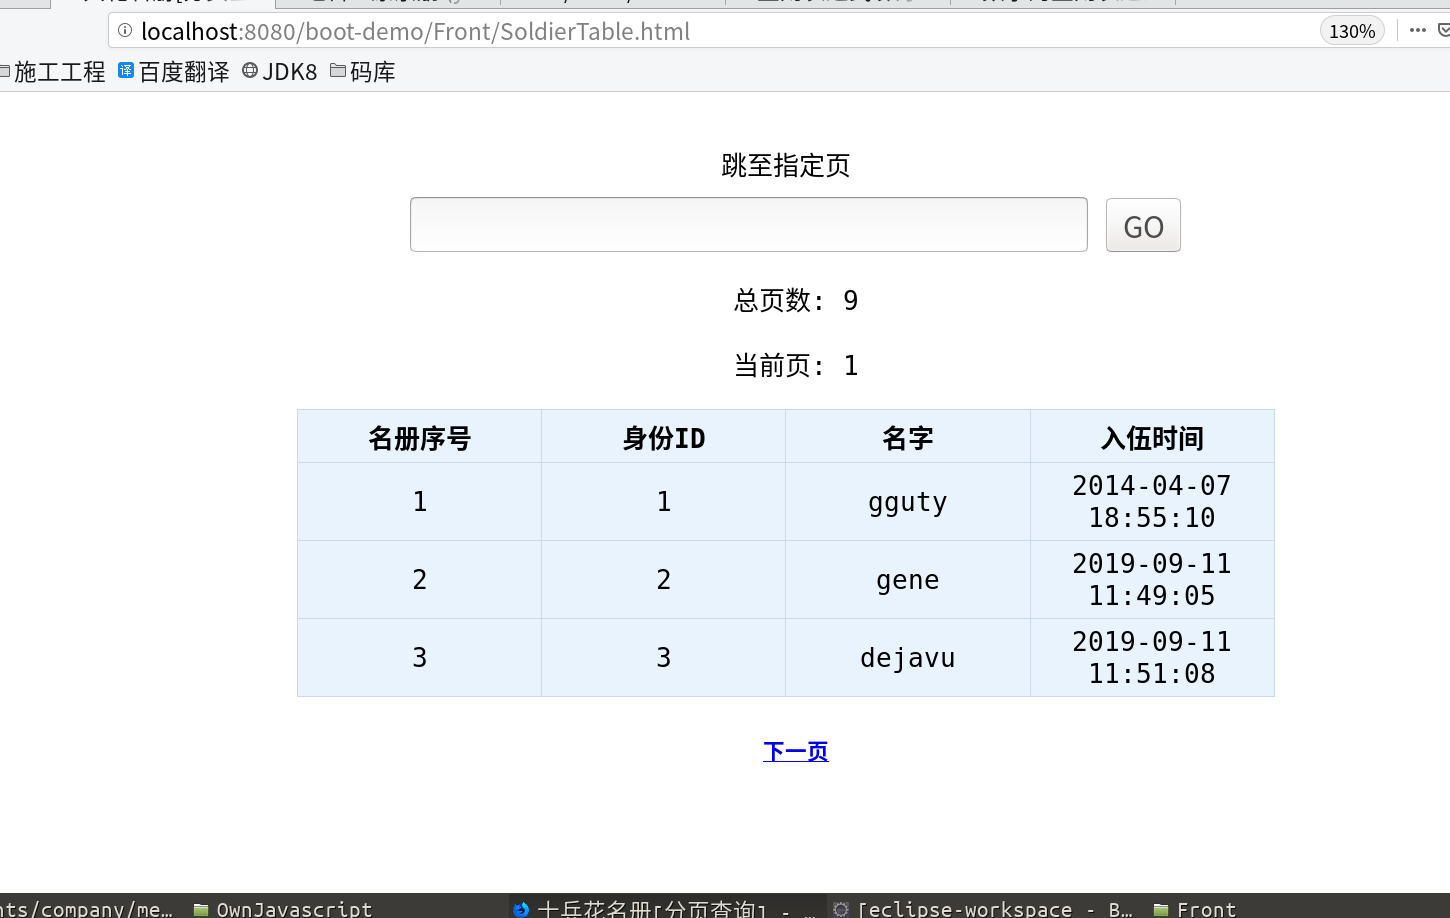 localhost:8080/boot-demo/Front/SoldierTable.html 130%
施工工程 百度翻译 JDK8 码库
跳至指定页
GO
总页数: 9
当前页: 1
名册序号 身份ID 名字 入伍时间
1 1 gguty 2014-04-07
18:55:10
2 2 gene 2019-09-11
11:49:05
3 3 dejavu 2019-09-11
11:51:08
下一页
nts/company/me… OwnJavascript 士兵花名册[分页查询] - … [eclipse-workspace - B… Front